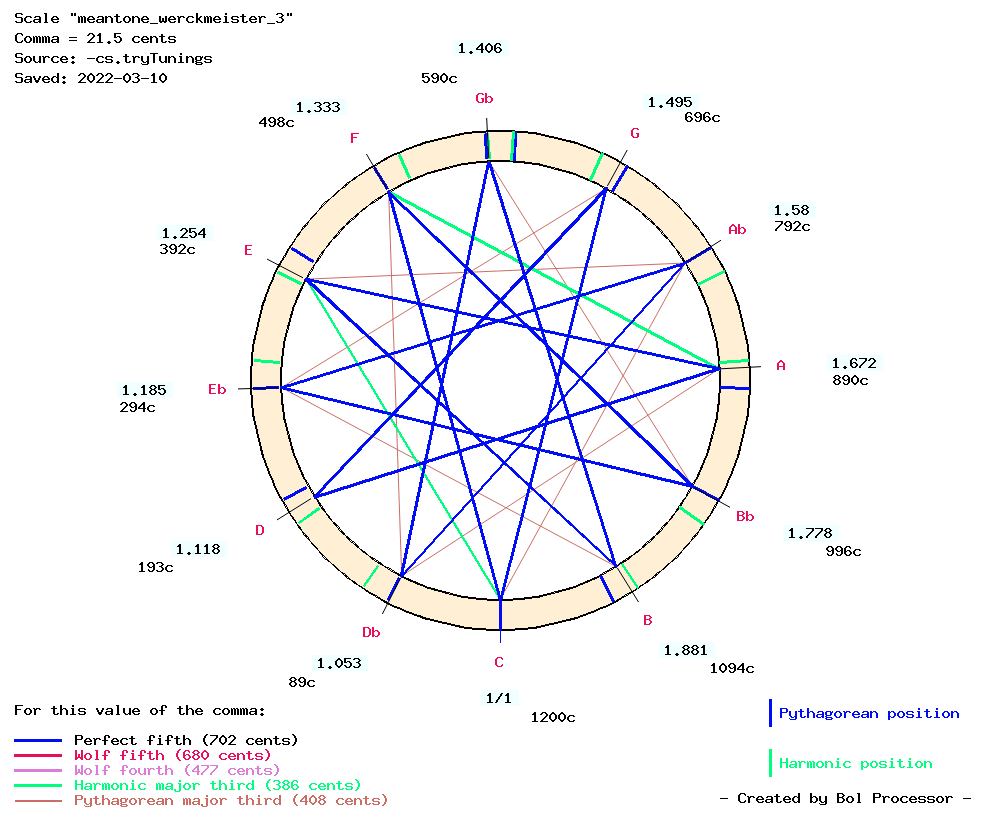 Scale "meantone_werckmeister_3"
Comma = 21.5 cents
Source: -cs.tryTunings
Saved: 2022-03-10
1.406
590c
Gb
1.333
498c
F
1.495
696c
G
1.254
392c
E
1.58
792c
Ab
1.185
294c
Eb
1.672
890c
A
1.118
193c
D
1.778
996c
Bb
1.053
89c
Db
1.881
1094c
B
C
1/1
1200c
For this value of the comma:
Perfect fifth (702 cents)
Wolf fifth (680 cents)
Wolf fourth (477 cents)
Harmonic major third (386 cents)
Pythagorean major third (408 cents)
Pythagorean position
Harmonic position
- Created by Bol Processor -